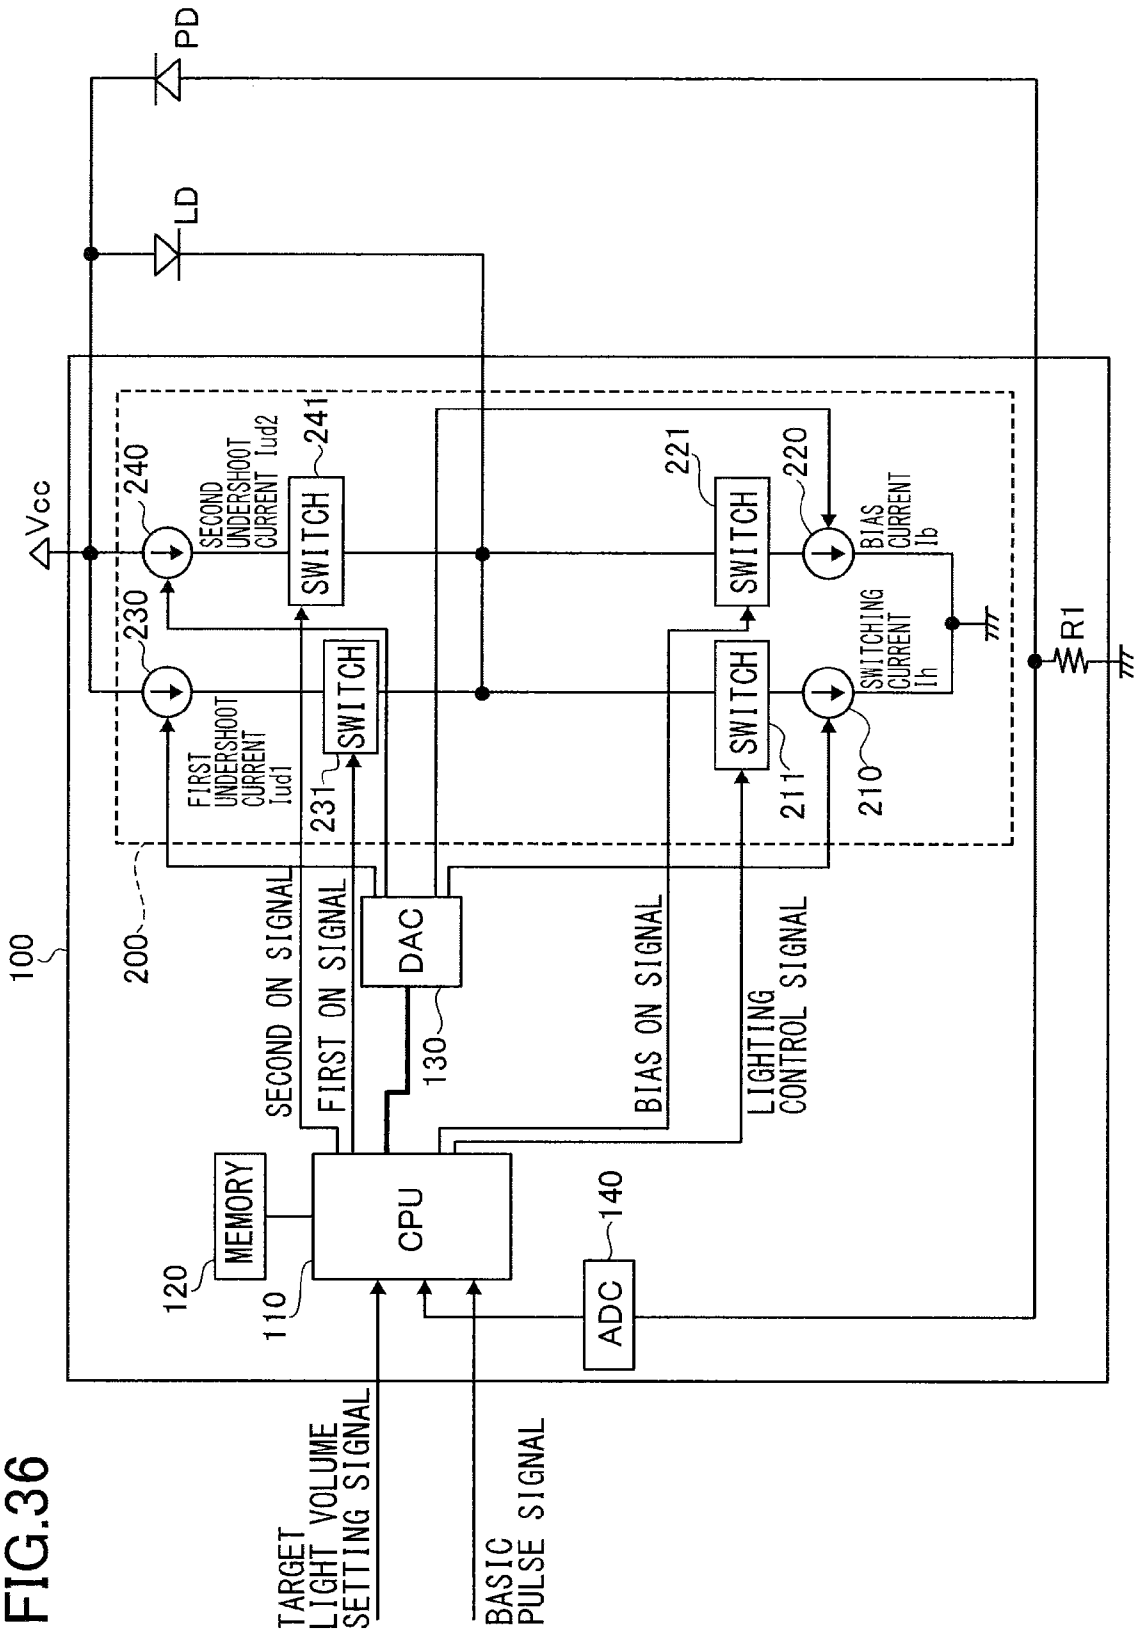 FIG.36
100
Vcc
200
230
240
FIRST
UNDERSHOOT
CURRENT
Iud1
SECOND
UNDERSHOOT
CURRENT Iud2
PD
LD
120
MEMORY
SECOND ON SIGNAL
FIRST ON SIGNAL
231
SWITCH
SWITCH
241
110
CPU
DAC
130
TARGET
LIGHT VOLUME
SETTING SIGNAL
BASIC
PULSE SIGNAL
140
ADC
BIAS ON SIGNAL
LIGHTING
CONTROL SIGNAL
211
SWITCH
221
SWITCH
210
220
SWITCHING
CURRENT
Ih
BIAS
CURRENT
Ib
R1